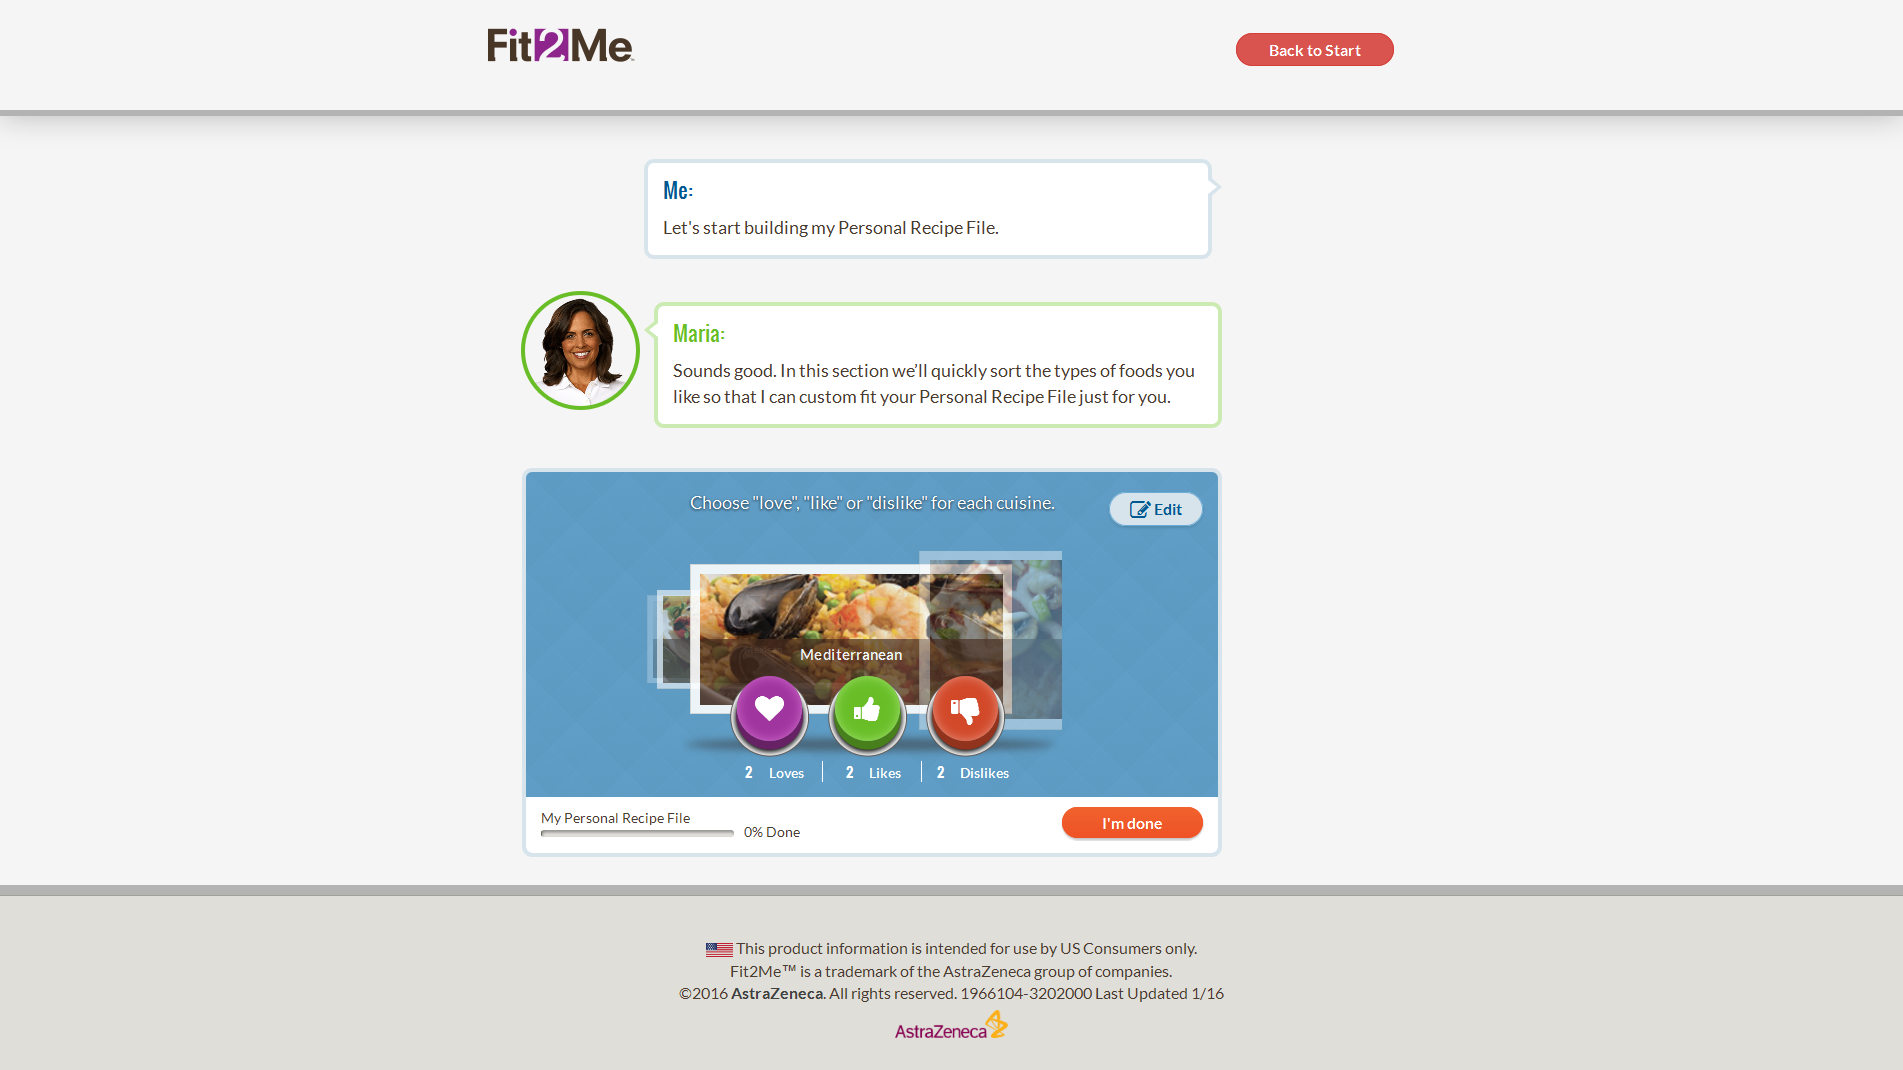 Fit2Me™
Back to Start
Me:
Let's start building my Personal Recipe File.
Maria:
Sounds good. In this section we’ll quickly sort the types of foods you
like so that I can custom fit your Personal Recipe File just for you.
Choose "love", "like" or "dislike" for each cuisine.
Edit
Mediterranean
2 Loves 2 Likes 2 Dislikes
My Personal Recipe File
0% Done
I'm done
This product information is intended for use by US Consumers only.
Fit2Me™ is a trademark of the AstraZeneca group of companies.
©2016 AstraZeneca. All rights reserved. 1966104-3202000 Last Updated 1/16
AstraZeneca